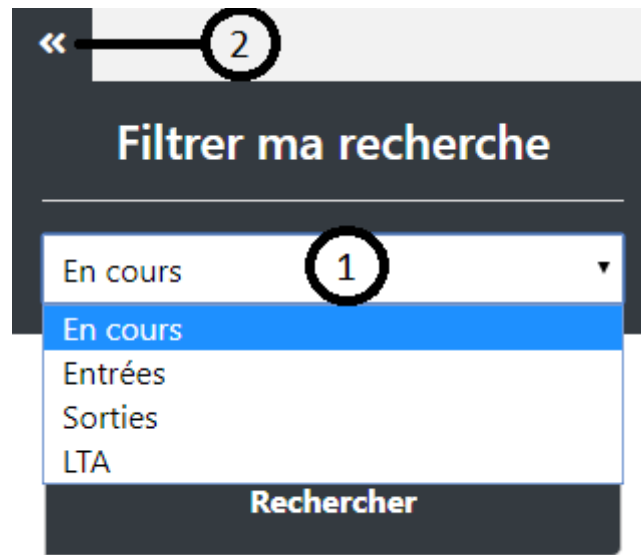 « 2
Filtrer ma recherche
En cours 1
En cours
Entrées
Sorties
LTA
Rechercher